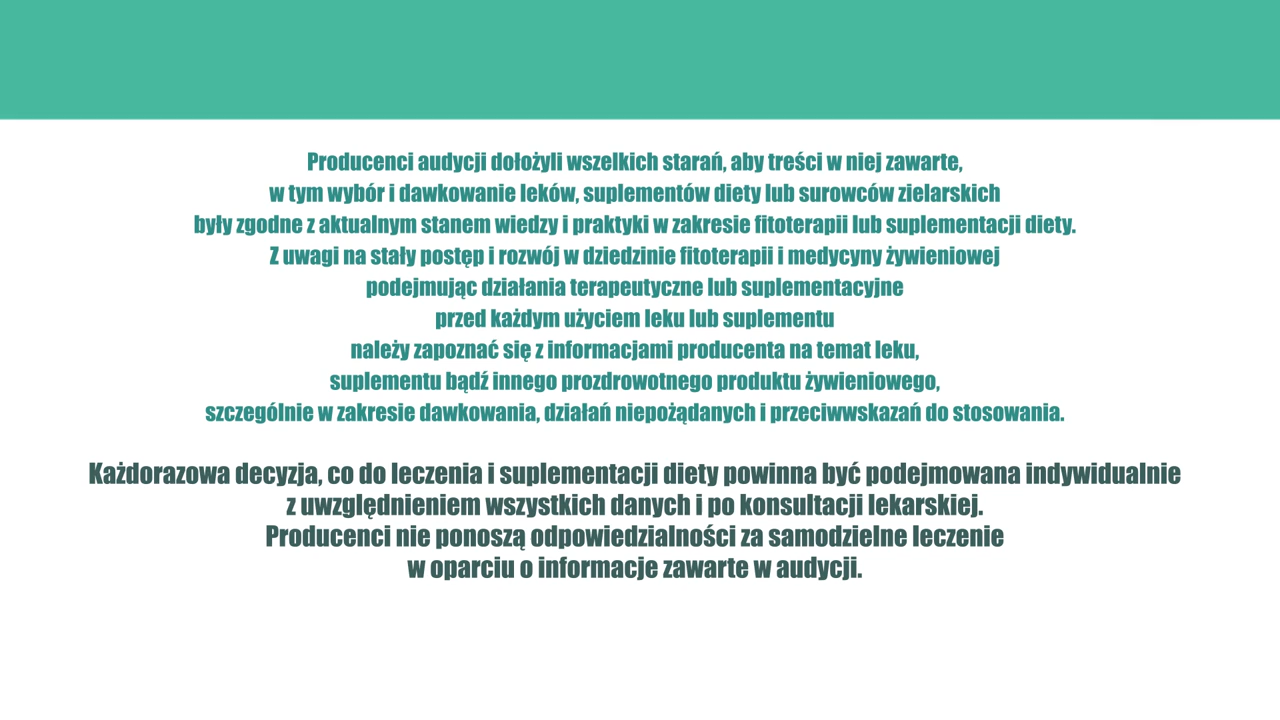 Producenci audycji dołożyli wszelkich starań, aby treści w niej zawarte,
w tym wybór i dawkowanie leków, suplementów diety lub surowców zielarskich
były zgodne z aktualnym stanem wiedzy i praktyki w zakresie fitoterapii lub suplementacji diety.
Z uwagi na stały postęp i rozwój w dziedzinie fitoterapii i medycyny żywieniowej
podejmując działania terapeutyczne lub suplementacyjne
przed każdym użyciem leku lub suplementu
należy zapoznać się z informacjami producenta na temat leku,
suplementu bądź innego prozdrowotnego produktu żywieniowego,
szczególnie w zakresie dawkowania, działań niepożądanych i przeciwwskazań do stosowania.
Każdorazowa decyzja, co do leczenia i suplementacji diety powinna być podejmowana indywidualnie
z uwzględnieniem wszystkich danych i po konsultacji lekarskiej.
Producenci nie ponoszą odpowiedzialności za samodzielne leczenie
w oparciu o informacje zawarte w audycji.